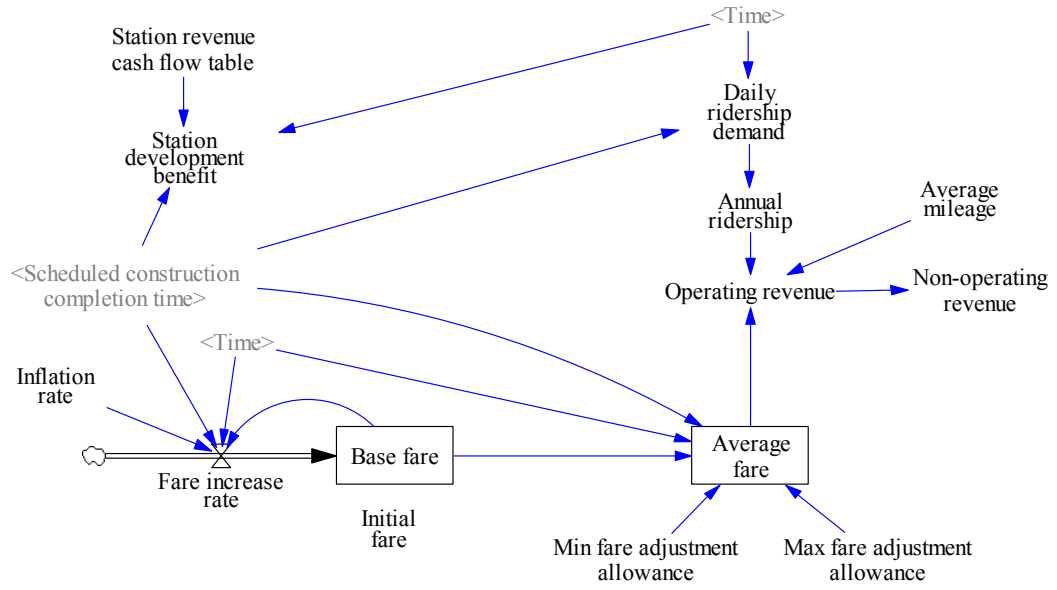 <Time>
Station revenue
cash flow table
Daily
ridership
demand
Station
development
benefit
Annual
ridership
Average
mileage
<Scheduled construction
completion time>
Operating revenue
Non-operating
revenue
<Time>
Inflation
rate
Base fare
Average
fare
Fare increase
rate
Initial
fare
Min fare adjustment
allowance
Max fare adjustment
allowance